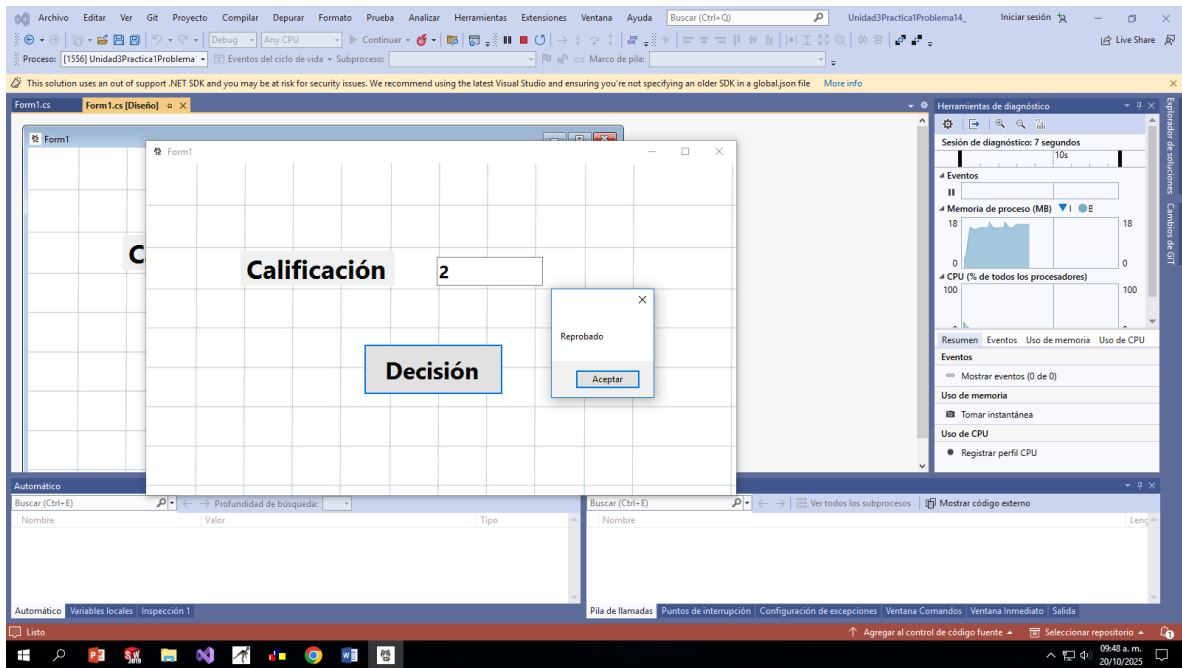 Archivo Editar Ver Git Proyecto Compilar Depurar Formato Prueba Analizar Herramientas Extensiones Ventana Ayuda Buscar (Ctrl+Q) Unidad3Practica1Problema14_ Iniciar sesión
Debug Any CPU Continuar Live Share
Proceso: [1556] Unidad3Practica1Problema Eventos del ciclo de vida Subproceso: Marco de pila:
This solution uses an out of support .NET SDK and you may be at risk for security issues. We recommend using the latest Visual Studio and ensuring you're not specifying an older SDK in a global.json file More info
Form1.cs Form1.cs [Diseño]
Form1
C
Form1
Calificación 2
Decisión
Reprobado
Aceptar
Herramientas de diagnóstico
Sesión de diagnóstico: 7 segundos
10s
Eventos
Memoria de proceso (MB) I B
18 18
0 0
CPU (% de todos los procesadores)
100 100
Resumen Eventos Uso de memoria Uso de CPU
Eventos
Mostrar eventos (0 de 0)
Uso de memoria
Tomar instantánea
Uso de CPU
Registrar perfil CPU
Explorador de soluciones
Cambios de GIT
Automático
Buscar (Ctrl+E) Profundidad de búsqueda:
Nombre Valor Tipo
Automático Variables locales Inspección 1
Buscar (Ctrl+E) Ver todos los subprocesos Mostrar código externo
Nombre Leng
Pila de llamadas Puntos de interrupción Configuración de excepciones Ventana Comandos Ventana Inmediato Salida
Listo Agregar al control de código fuente Seleccionar repositorio 1
09:48 a. m.
20/10/2025